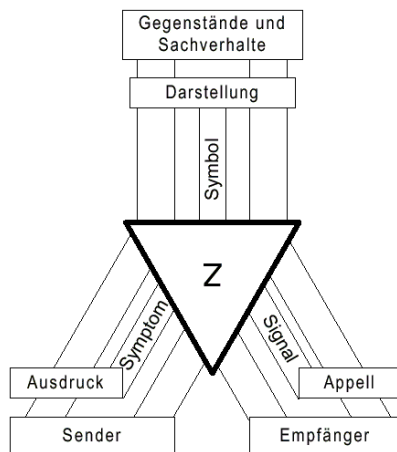 Gegenstände und
Sachverhalte
Darstellung
Symbol
Z
Symptom
Signal
Ausdruck
Appell
Sender
Empfänger